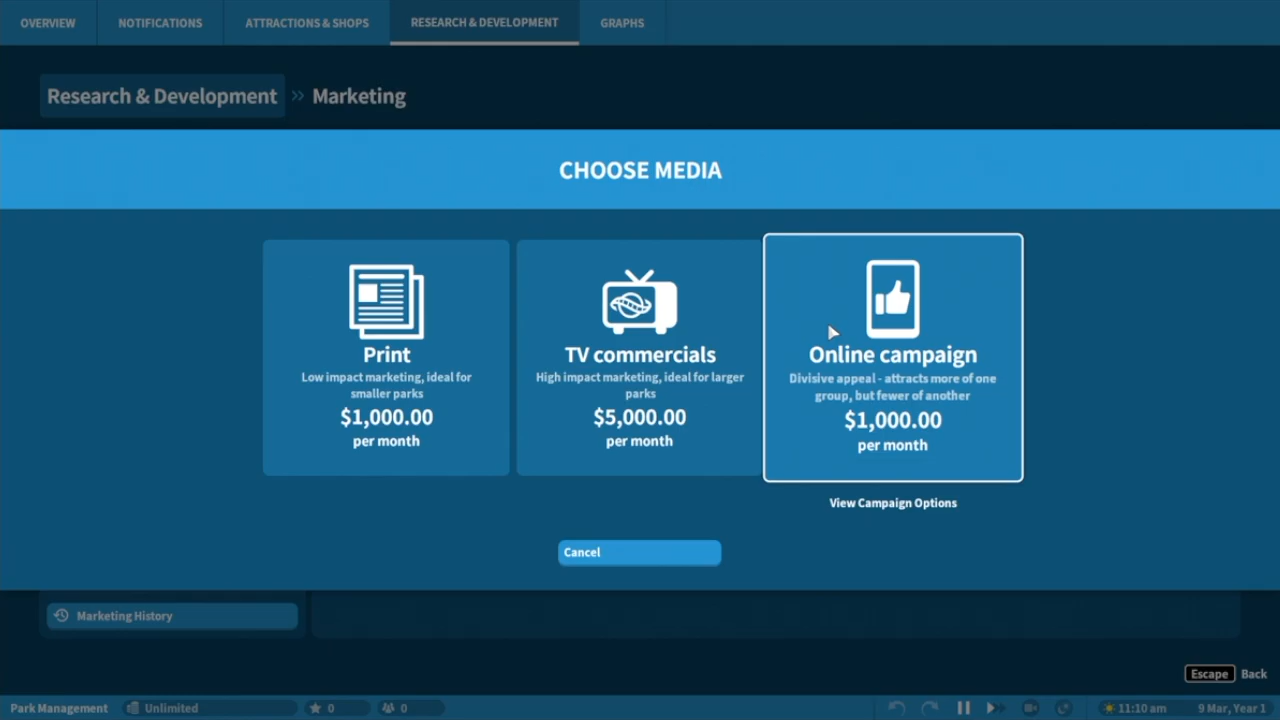 OVERVIEW
NOTIFICATIONS
ATTRACTIONS & SHOPS
RESEARCH & DEVELOPMENT
GRAPHS
Research & Development » Marketing
CHOOSE MEDIA
Print
Low impact marketing, ideal for
smaller parks
$1,000.00
per month
TV commercials
High impact marketing, ideal for larger
parks
$5,000.00
per month
Online campaign
Divisive appeal - attracts more of one
group, but fewer of another
$1,000.00
per month
View Campaign Options
Cancel
Marketing History
Escape Back
Park Management
Unlimited
0
0
11:10 am
9 Mar, Year 1